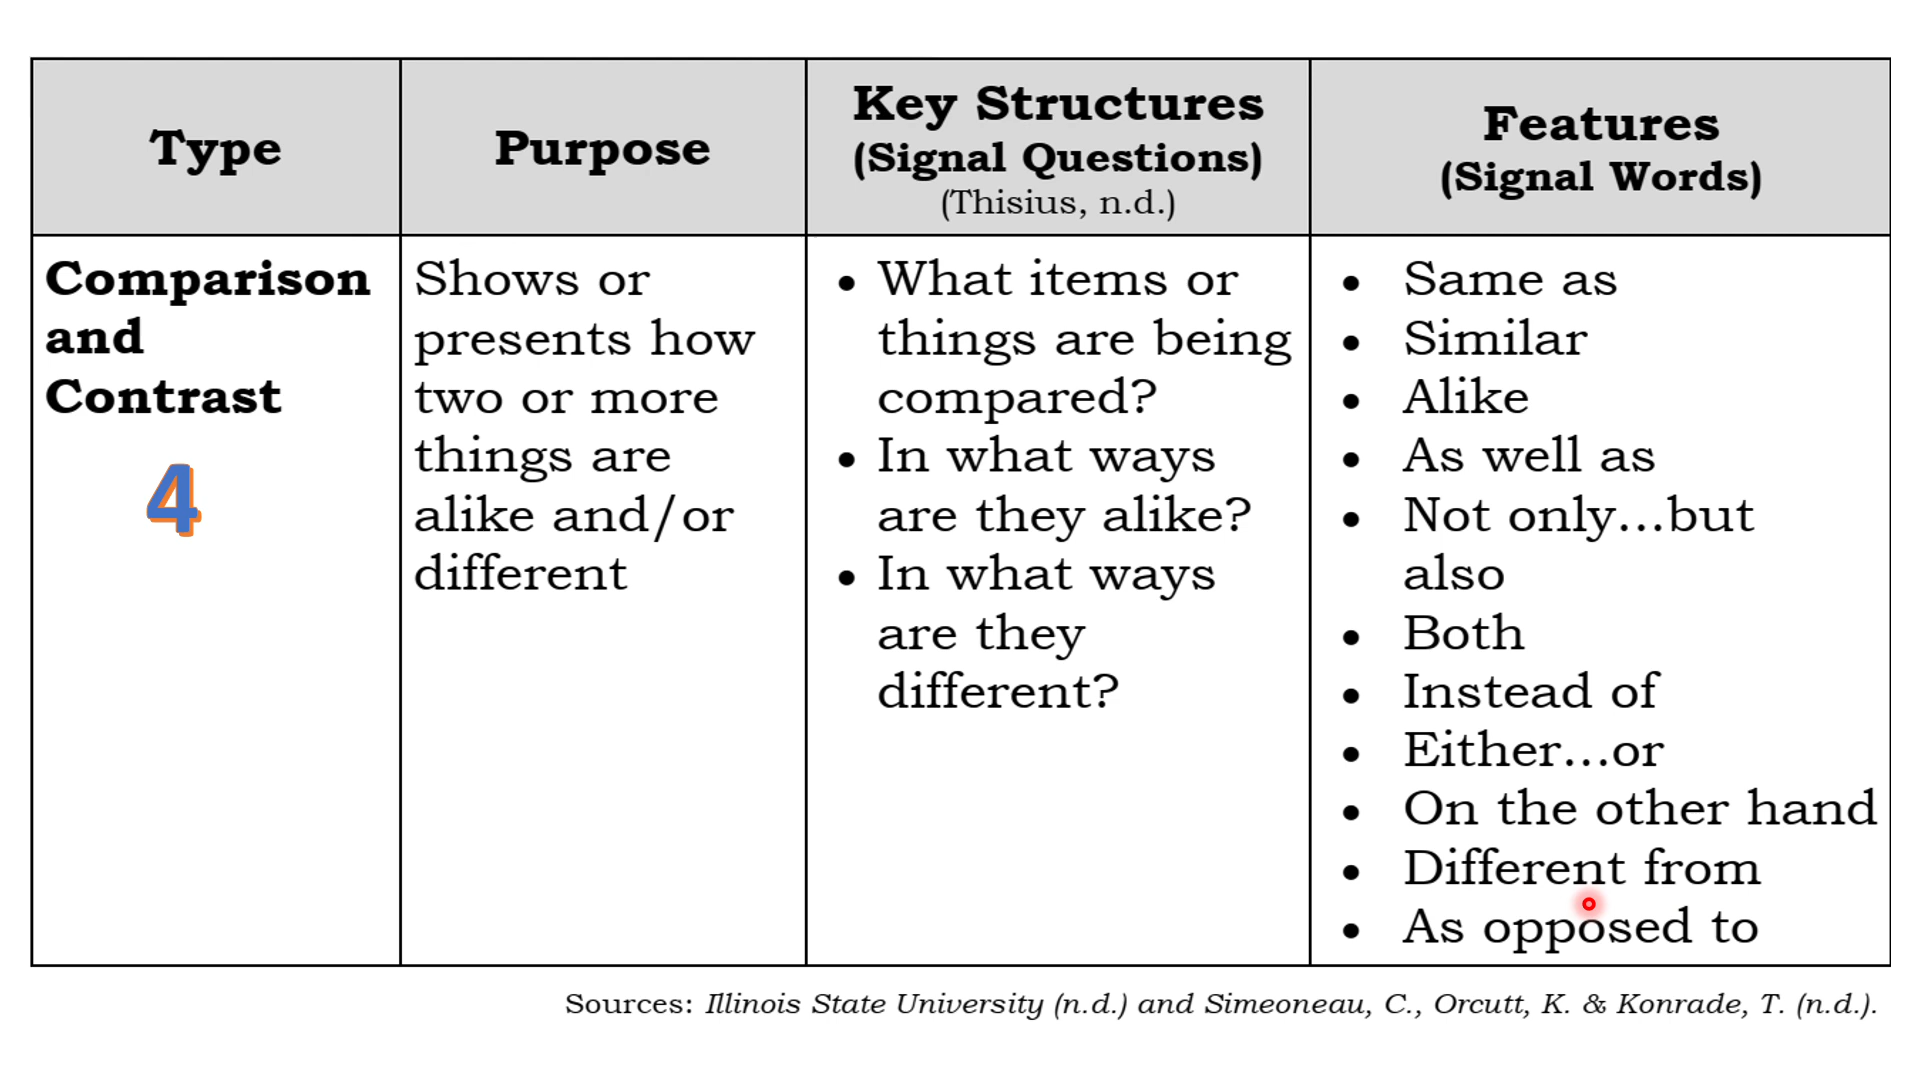 Type
Purpose
Key Structures
(Signal Questions)
(Thisius, n.d.)
Features
(Signal Words)
Comparison
and
Contrast
4
Shows or
presents how
two or more
things are
alike and/or
different
• What items or
things are being
compared?
• In what ways
are they alike?
• In what ways
are they
different?
• Same as
• Similar
• Alike
• As well as
• Not only...but
also
• Both
• Instead of
• Either...or
• On the other hand
• Different from
• As opposed to
Sources: Illinois State University (n.d.) and Simeoneau, C., Orcutt, K. & Konrade, T. (n.d.).